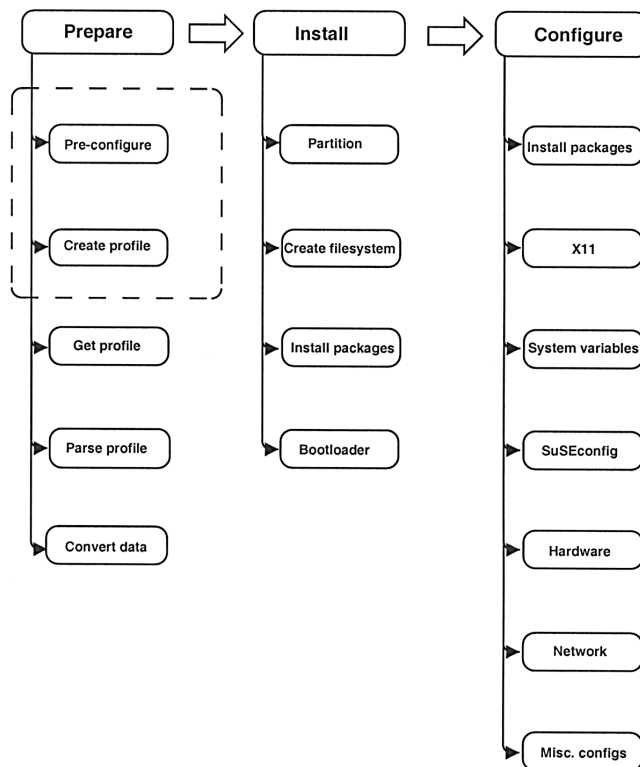 Prepare
Install
Configure
Pre-configure
Create profile
Get profile
Parse profile
Convert data
Partition
Create filesystem
Install packages
Bootloader
Install packages
X11
System variables
SuSEconfig
Hardware
Network
Misc. configs